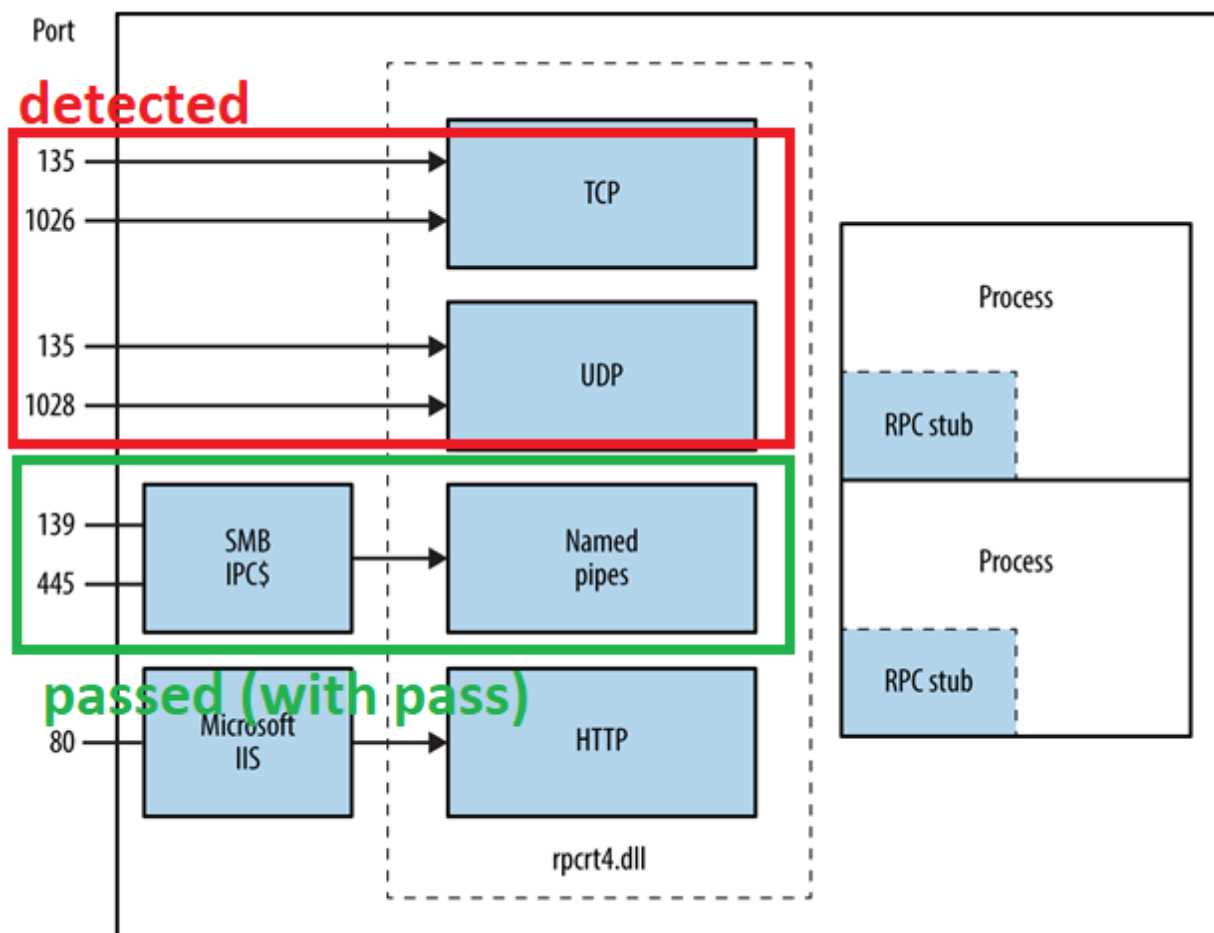 Port
detected
135
TCP
1026
Process
135
UDP
1028
RPC stub
139
SMB
IPC$
Named
pipes
445
Process
passed (with pass)
RPC stub
Microsoft
IIS
80
HTTP
rpcrt4.dll